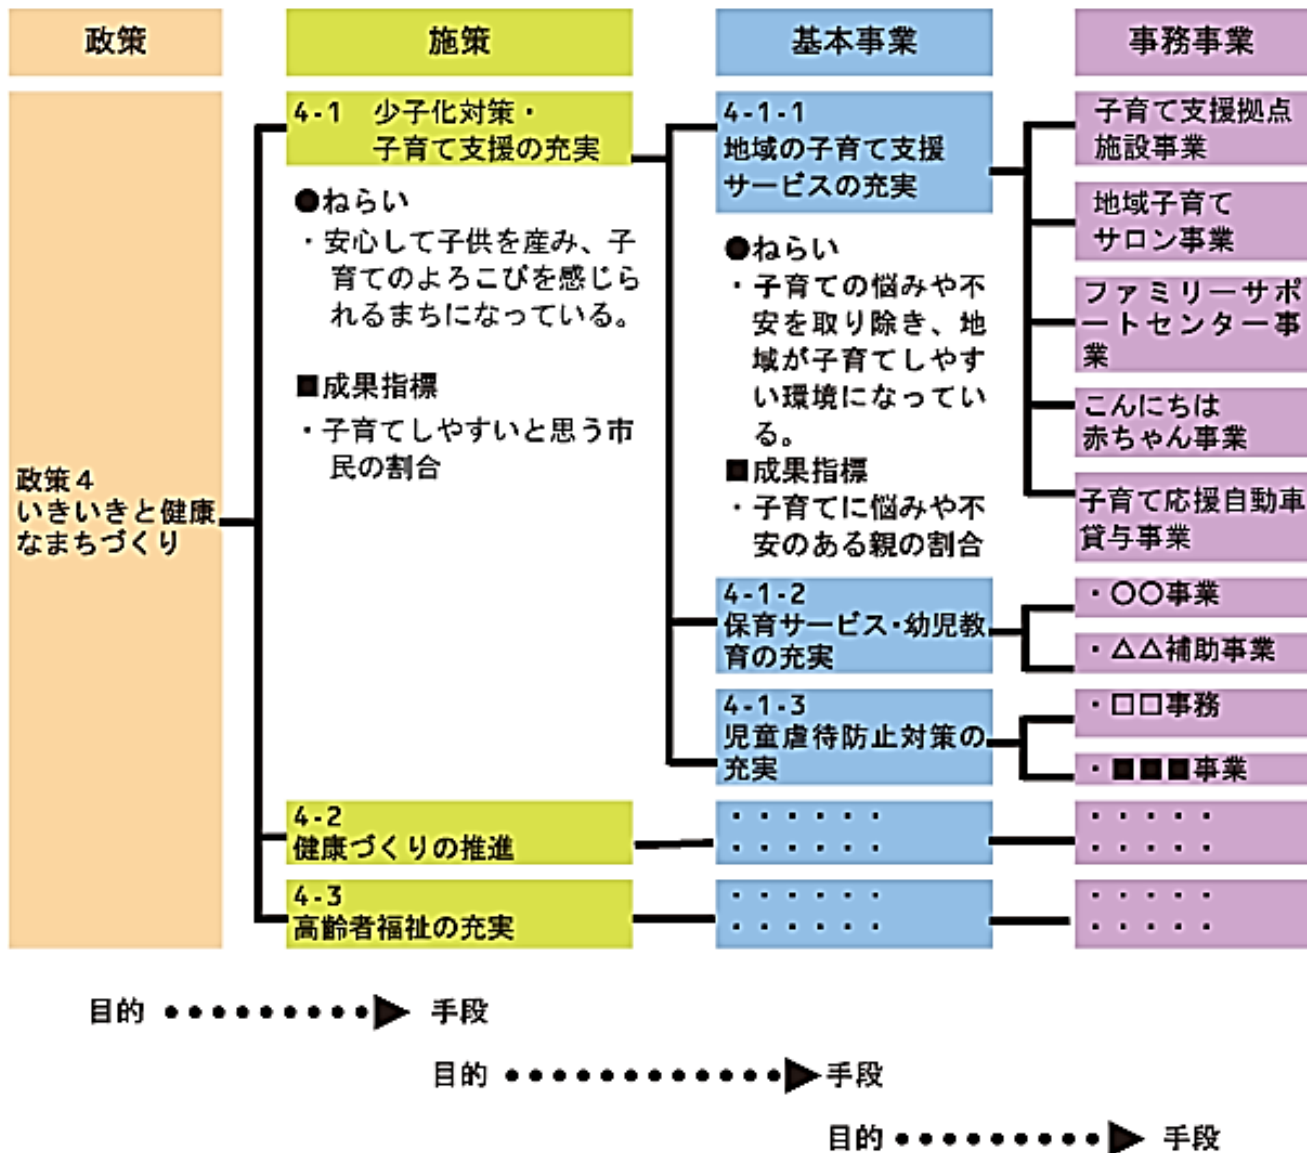 政策
施策
基本事業
事務事業
政策４
いきいきと健康
なまちづくり
4-1 少子化対策・
子育て支援の充実
●ねらい
・安心して子供を産み、子
育てのよろこびを感じら
れるまちになっている。
■成果指標
・子育てしやすいと思う市
民の割合
4-2
健康づくりの推進
4-3
高齢者福祉の充実
4-1-1
地域の子育て支援
サービスの充実
●ねらい
・子育ての悩みや不
安を取り除き、地
域が子育てしやす
い環境になってい
る。
■成果指標
・子育てに悩みや不
安のある親の割合
4-1-2
保育サービス・幼児教
育の充実
4-1-3
児童虐待防止対策の
充実
・・・・・・
・・・・・・
・・・・・・
・・・・・・
子育て支援拠点
施設事業
地域子育て
サロン事業
ファミリーサポ
ートセンター事
業
こんにちは
赤ちゃん事業
子育て応援自動車
貸与事業
・〇〇事業
・△△補助事業
・□□事務
・■■■事業
・・・・・
・・・・・
・・・・・
・・・・・
目的 手段
目的 手段
目的 手段